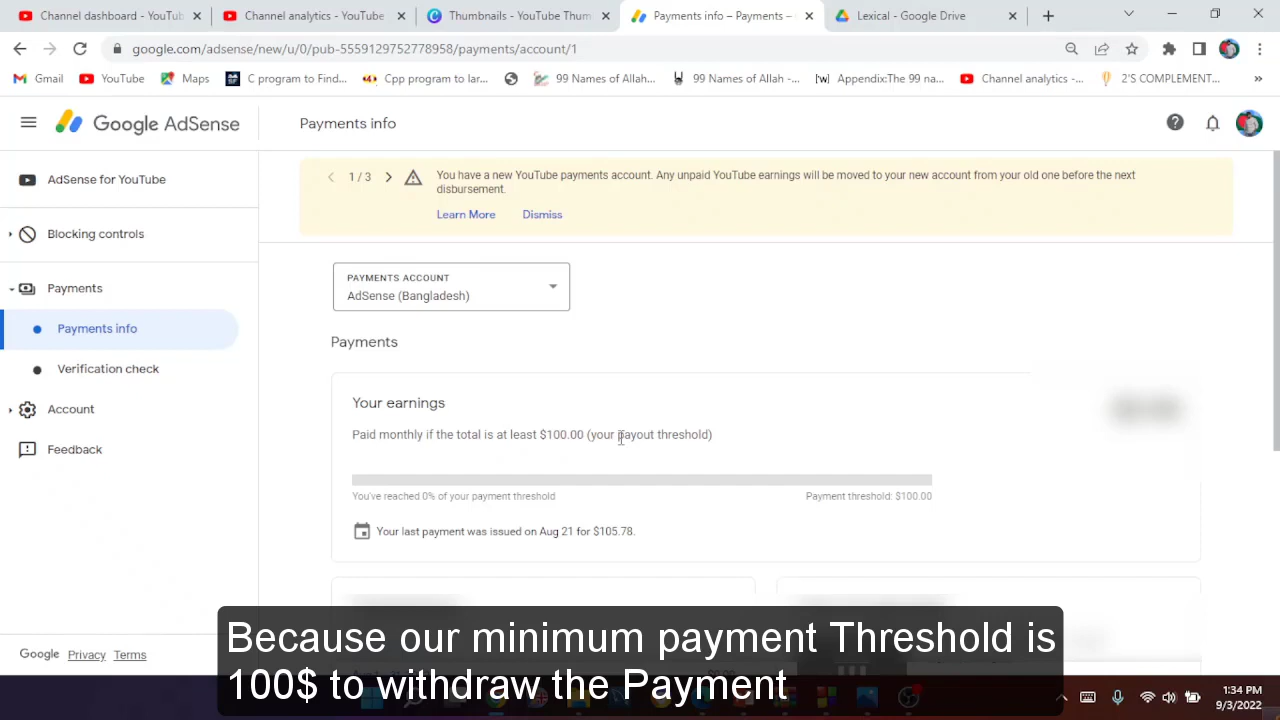 Channel dashboard - YouTub
Channel analytics - YouTube
Thumbnails - YouTube Thum
Payments info – Payments –
Lexical - Google Drive
google.com/adsense/new/u/0/pub-5559129752778958/payments/account/1
Gmail
YouTube
Maps
C program to Find...
Cpp program to lar...
99 Names of Allah...
99 Names of Allah -...
[w] Appendix:The 99 na...
Channel analytics -...
2'S COMPLEMENT...
»
Google AdSense
Payments info
AdSense for YouTube
Blocking controls
Payments
Payments info
Verification check
Account
Feedback
1 / 3
You have a new YouTube payments account. Any unpaid YouTube earnings will be moved to your new account from your old one before the next
disbursement.
Learn More Dismiss
PAYMENTS ACCOUNT
AdSense (Bangladesh)
Payments
Your earnings
Paid monthly if the total is at least $100.00 (your payout threshold)
You've reached 0% of your payment threshold
Payment threshold: $100.00
Your last payment was issued on Aug 21 for $105.78.
Because our minimum payment Threshold is
100$ to withdraw the Payment
Google Privacy Terms
1:34 PM
9/3/2022